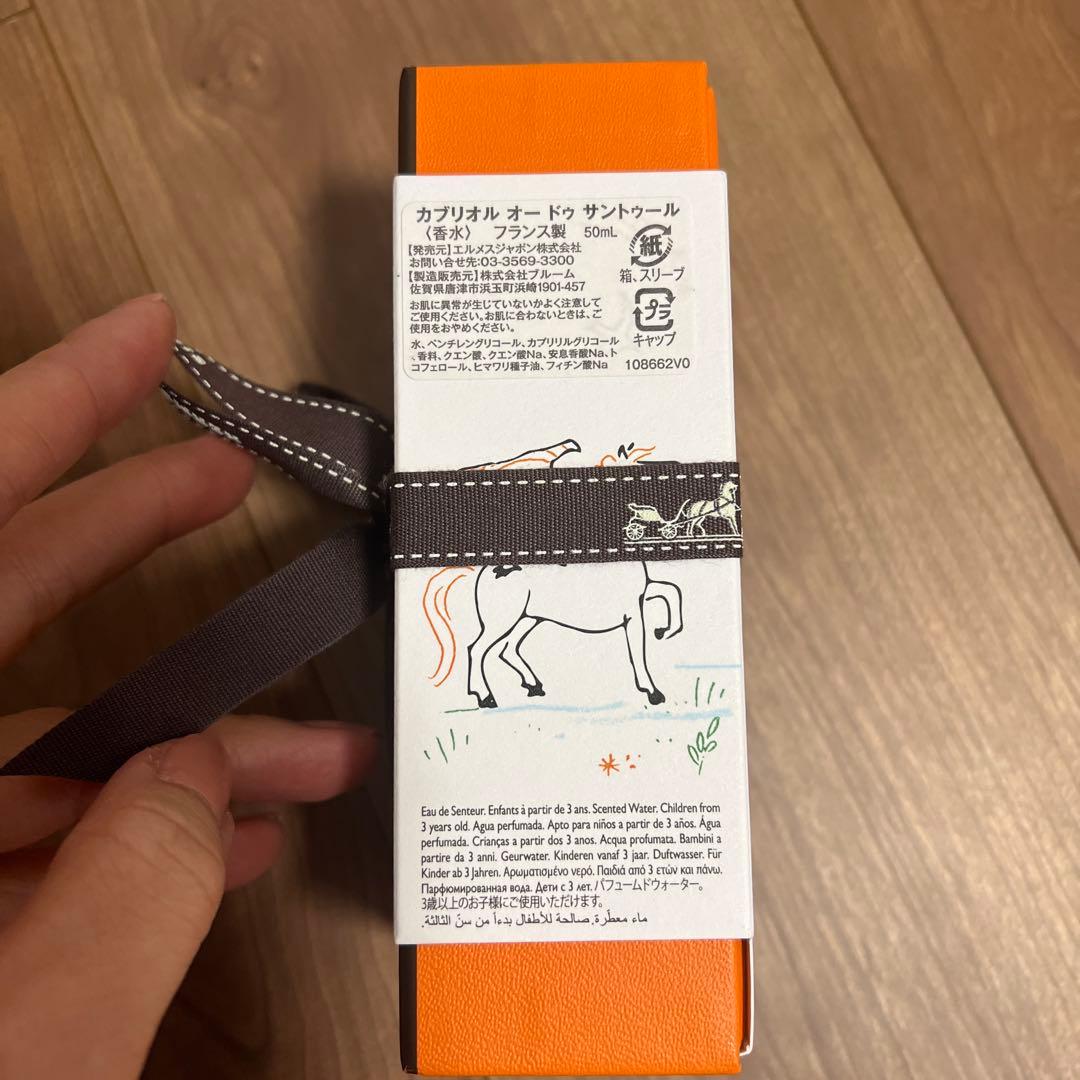 カブリオル オー ドゥ サントゥール
〈香水〉 フランス製 50mL
【発売元】エルメスジャポン株式会社
お問い合せ先:03-3569-3300
【製造販売元】株式会社ブルーム
佐賀県唐津市浜玉町浜崎1901-457
お肌に異常が生じていないかよく注意して
ご使用ください。お肌に合わないときは、ご
使用をおやめください。
水、ペンチレングリコール、カプリリルグリコール
、香料、クエン酸、クエン酸Na、安息香酸Na、ト
コフェロール、ヒマワリ種子油、フィチン酸Na
紙
箱、スリーブ
プラ
キャップ
108662V0
Eau de Senteur. Enfants à partir de 3 ans. Scented Water. Children from
3 years old. Agua perfumada. Apto para niños a partir de 3 años. Água
perfumada. Crianças a partir dos 3 anos. Acqua profumata. Bambini a
partire da 3 anni. Geurwater. Kinderen vanaf 3 jaar. Duftwasser. Für
Kinder ab 3 Jahren. Αρωματισμένο νερό. Παιδιά από 3 ετών και πάνω.
Парфюмированная вода. Дети с 3 лет. パフュームドウォーター。
3歳以上のお子様にご使用いただけます。
ماء معطّرة. صالحة للأطفال بدءاً من سنّ الثالثة.